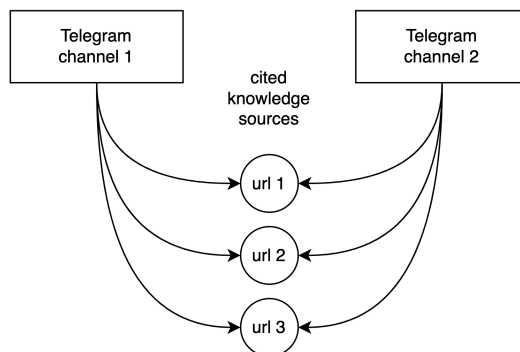 Telegram
channel 1
Telegram
channel 2
cited
knowledge
sources
url 1
url 2
url 3